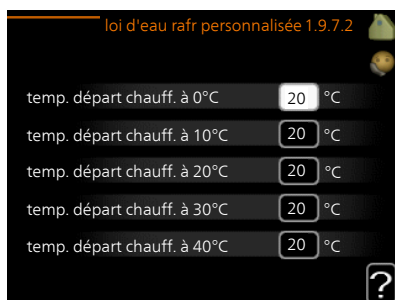 loi d'eau rafr personnalisée 1.9.7.2
temp. départ chauff. à 0°C 20 °C
temp. départ chauff. à 10°C 20 °C
temp. départ chauff. à 20°C 20 °C
temp. départ chauff. à 30°C 20 °C
temp. départ chauff. à 40°C 20 °C
?